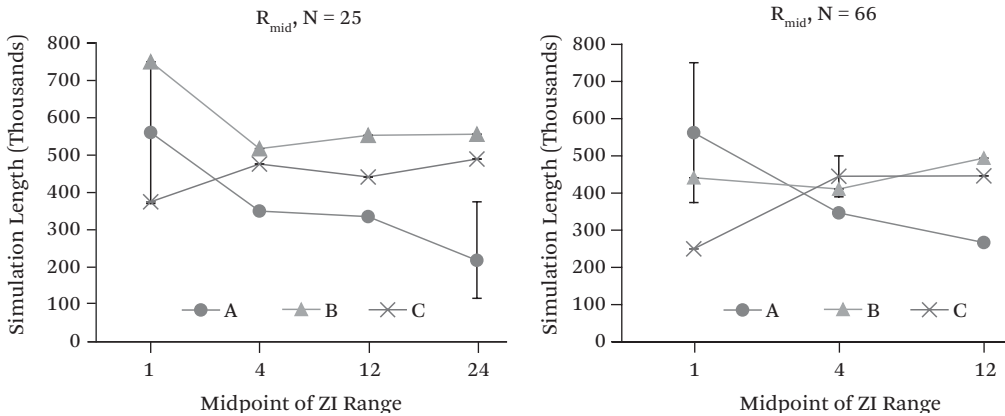 R_mid, N = 25
Simulation Length (Thousands)
800
700
600
500
400
300
200
100
0
A B C
1 4 12 24
Midpoint of ZI Range
R_mid, N = 66
Simulation Length (Thousands)
800
700
600
500
400
300
200
100
0
A B C
1 4 12
Midpoint of ZI Range